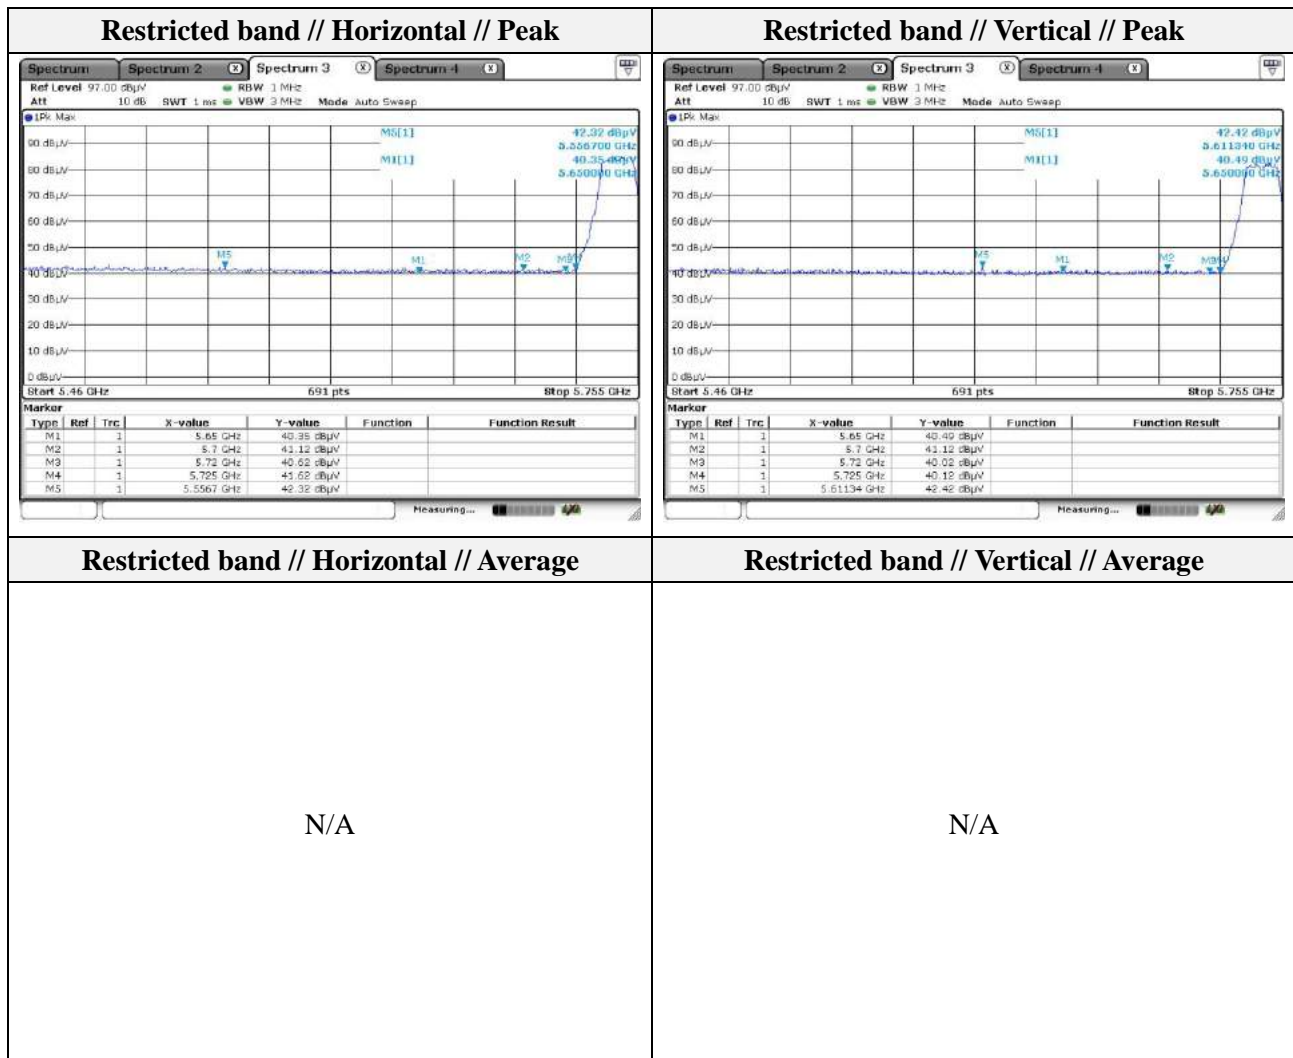 Restricted band // Horizontal // Peak
Spectrum Spectrum 2 Spectrum 3 Spectrum 4
Ref Level 97.00 dBµV RBW 1 MHz
Att 10 dB SWT 1 ms VBW 3 MHz Mode Auto Sweep
1Pk Max
M5[1] 42.32 dBµV
5.556700 GHz
M1[1] 40.35 dBµV
5.650000 GHz
90 dBµV
80 dBµV
70 dBµV
60 dBµV
50 dBµV
40 dBµV
30 dBµV
20 dBµV
10 dBµV
0 dBµV
M5 M1 M2
Start 5.46 GHz 691 pts Stop 5.755 GHz
Marker
Type Ref Trc X-value Y-value Function Function Result
M1 1 5.65 GHz 40.35 dBµV
M2 1 5.7 GHz 41.12 dBµV
M3 1 5.72 GHz 40.62 dBµV
M4 1 5.725 GHz 41.62 dBµV
M5 1 5.5567 GHz 42.32 dBµV
Measuring...
Restricted band // Vertical // Peak
Spectrum Spectrum 2 Spectrum 3 Spectrum 4
Ref Level 97.00 dBµV RBW 1 MHz
Att 10 dB SWT 1 ms VBW 3 MHz Mode Auto Sweep
1Pk Max
M5[1] 42.42 dBµV
5.611340 GHz
M1[1] 40.49 dBµV
5.650000 GHz
90 dBµV
80 dBµV
70 dBµV
60 dBµV
50 dBµV
40 dBµV
30 dBµV
20 dBµV
10 dBµV
0 dBµV
M5 M1 M2
Start 5.46 GHz 691 pts Stop 5.755 GHz
Marker
Type Ref Trc X-value Y-value Function Function Result
M1 1 5.65 GHz 40.49 dBµV
M2 1 5.7 GHz 41.12 dBµV
M3 1 5.72 GHz 40.02 dBµV
M4 1 5.725 GHz 40.12 dBµV
M5 1 5.61134 GHz 42.42 dBµV
Measuring...
Restricted band // Horizontal // Average
Restricted band // Vertical // Average
N/A
N/A